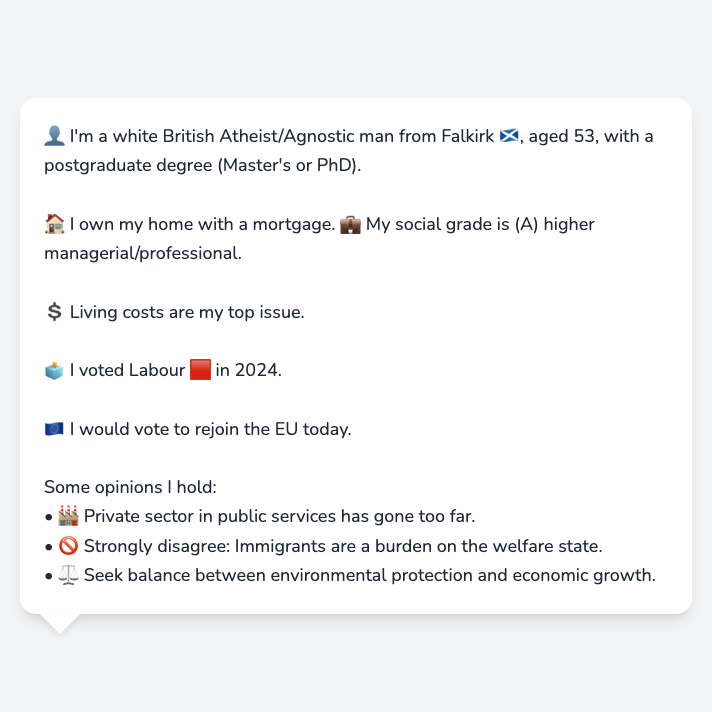 👤 I'm a white British Atheist/Agnostic man from Falkirk 🏴󠁧󠁢󠁳󠁣󠁴󠁿, aged 53, with a
postgraduate degree (Master's or PhD).
🏠 I own my home with a mortgage. 💼 My social grade is (A) higher
managerial/professional.
💲 Living costs are my top issue.
🗳️ I voted Labour 🟥 in 2024.
🇪🇺 I would vote to rejoin the EU today.
Some opinions I hold:
• 🏭 Private sector in public services has gone too far.
• 🚫 Strongly disagree: Immigrants are a burden on the welfare state.
• ⚖️ Seek balance between environmental protection and economic growth.